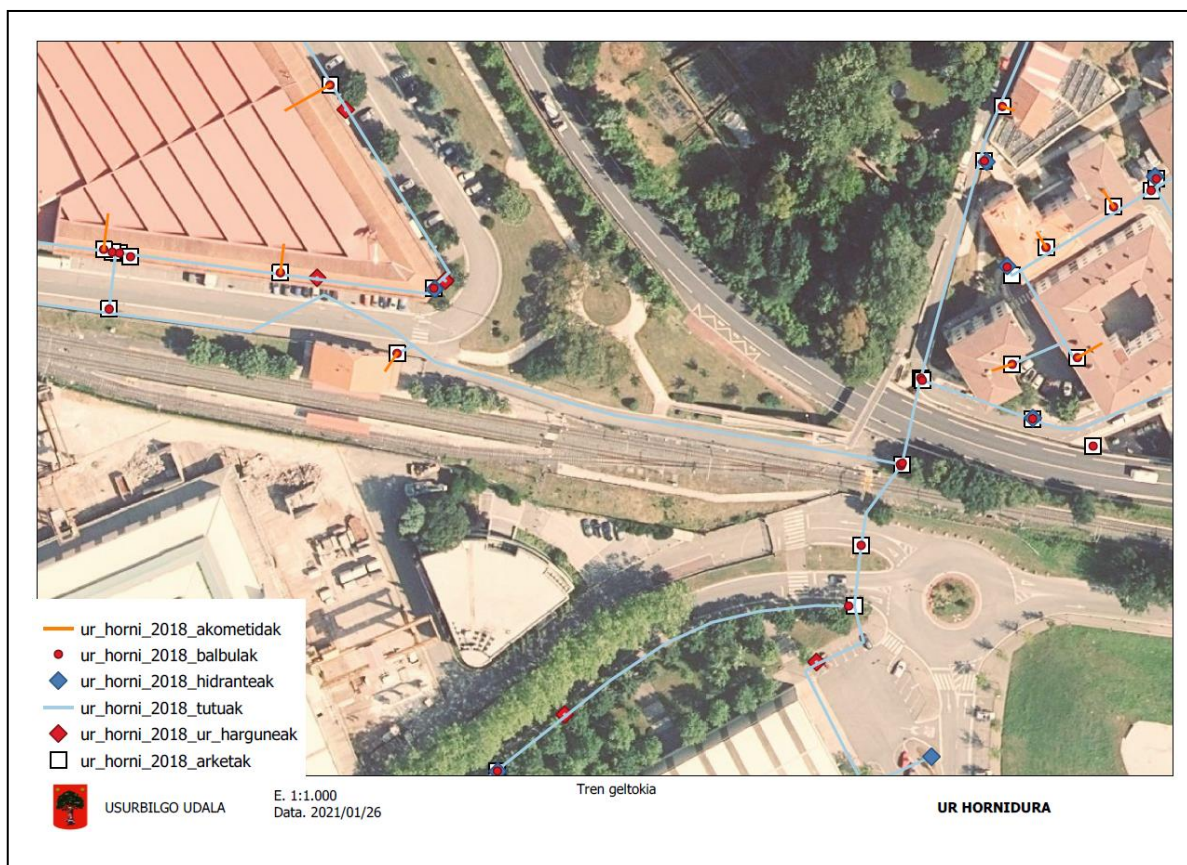 ur_horni_2018_akometidak
ur_horni_2018_balbulak
ur_horni_2018_hidranteak
ur_horni_2018_tutuak
ur_horni_2018_ur_harguneak
ur_horni_2018_arketak
USURBILGO UDALA
E. 1:1.000
Data. 2021/01/26
Tren geltokia
UR HORNIDURA